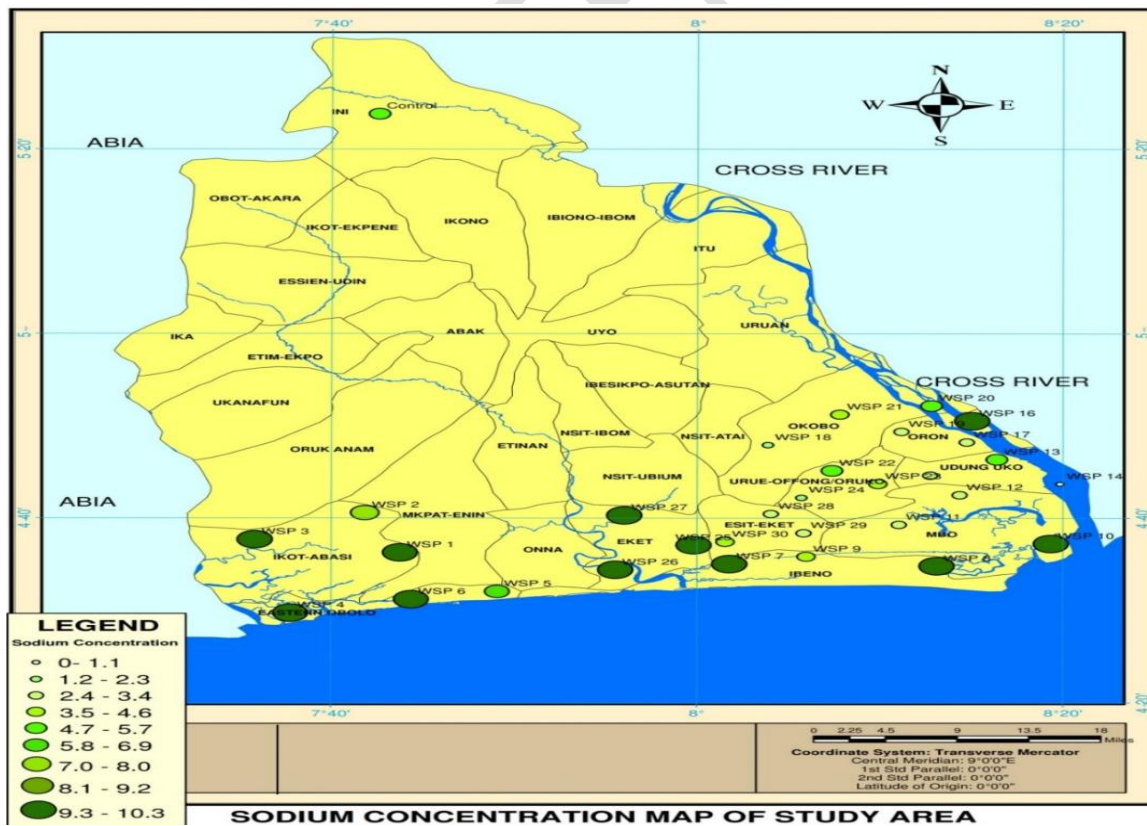 7°40' 8° 8°20'
N
W E
S
Control
INI
ABIA
5°20' 5°20'
CROSS RIVER
OBOT-AKARA
IKOT-EKPENE
IKONO
IBIONO-IBOM
ITU
ESSIEN-UDIN
URUAN
IKA
ABAK
UYO
5°- 5°-
ETIM-EKPO
IBESIKPO-ASUTAN
CROSS RIVER
UKANAFUN
WSP 20
WSP 21
WSP 16
OKOBO
WSP 19
ORON
NSIT-IBOM
NSIT-ATAI
ETINAN
ORUK ANAM
WSP 18
WSP 17
WSP 13
UDUNG UKO
WSP 22
NSIT-UBIUM
URUE-OFFONG/ORUKO
WSP 23
WSP 14
WSP 24
WSP 12
ABIA
WSP 2
MKPAT-ENIN
WSP 27
WSP 28
4°40' 4°40'
ESIT-EKET
WSP 11
WSP 29
MBO
WSP 3
EKET
WSP 25
WSP 30
WSP 10
WSP 1
ONNA
IKOT-ABASI
WSP 7
WSP 9
WSP 26
IBENO
WSP 5
WSP 6
WSP 4
EASTERN OBOLO
LEGEND
Sodium Concentration
0- 1.1
1.2 - 2.3
2.4 - 3.4
3.5 - 4.6
4.7 - 5.7
5.8 - 6.9
7.0 - 8.0
8.1 - 9.2
9.3 - 10.3
4°20'
7°40' 8° 8°20'
0 2.25 4.5 9 13.5 18
Miles
Coordinate System: Transverse Mercator
Central Meridian: 9°0'0"E
1st Std Parallel: 0°0'0"
2nd Std Parallel: 0°0'0"
Latitude of Origin: 0°0'0"
SODIUM CONCENTRATION MAP OF STUDY AREA